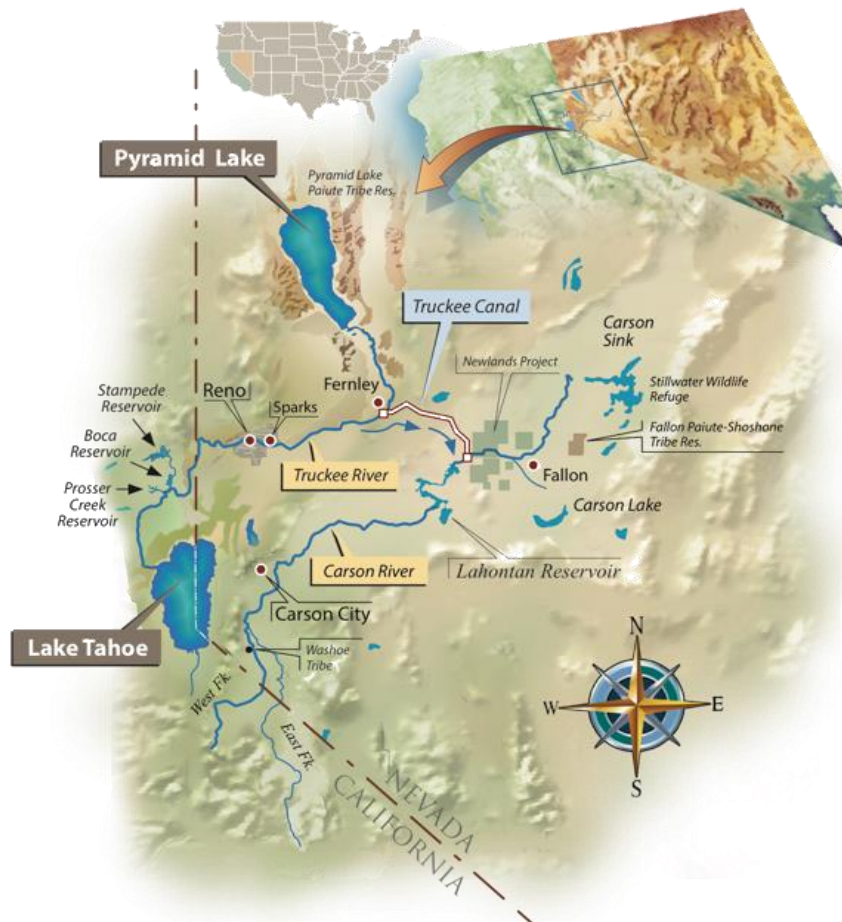 Pyramid Lake
Pyramid Lake
Paiute Tribe Res.
Truckee Canal
Carson
Sink
Newlands Project
Stillwater Wildlife
Refuge
Fernley
Stampede
Reservoir
Reno
Sparks
Boca
Reservoir
Fallon Paiute-Shoshone
Tribe Res.
Truckee River
Fallon
Prosser
Creek
Reservoir
Carson Lake
Carson River
Lahontan Reservoir
Carson City
Lake Tahoe
Washoe
Tribe
West Fk.
East Fk.
N
W
E
S
NEVADA
CALIFORNIA